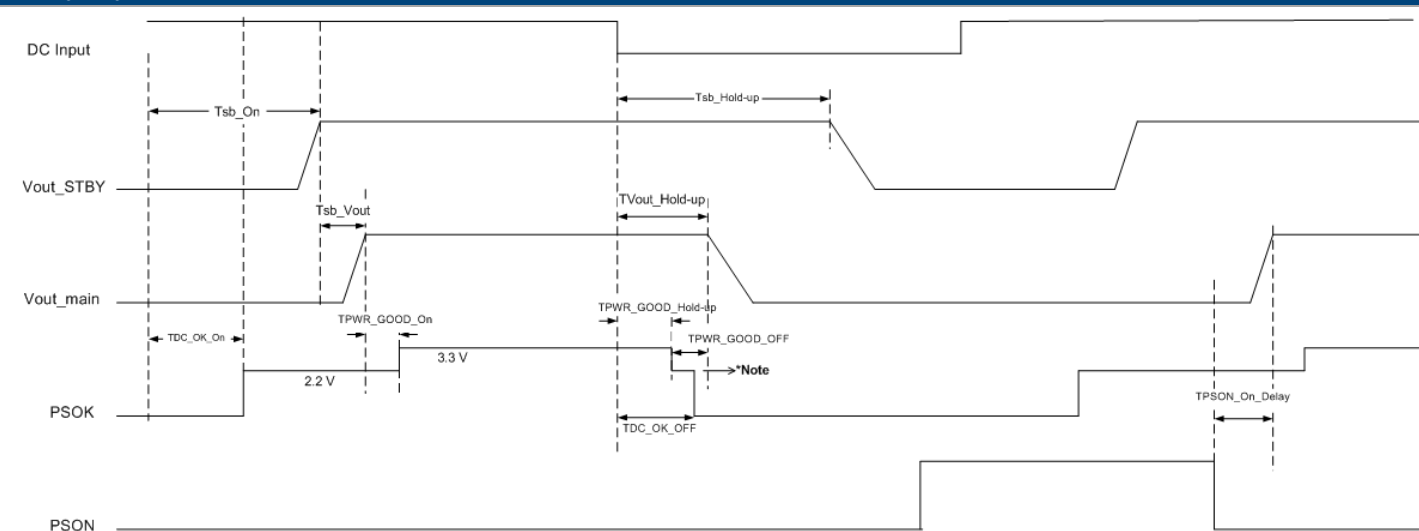 DC Input
Tsb_On
Tsb_Hold-up
Vout_STBY
Tsb_Vout
TVout_Hold-up
Vout_main
TPWR_GOOD_On
TPWR_GOOD_Hold-up
TDC_OK_On
TPWR_GOOD_OFF
3.3 V
*Note
2.2 V
TPSON_On_Delay
PSOK
TDC_OK_OFF
PSON